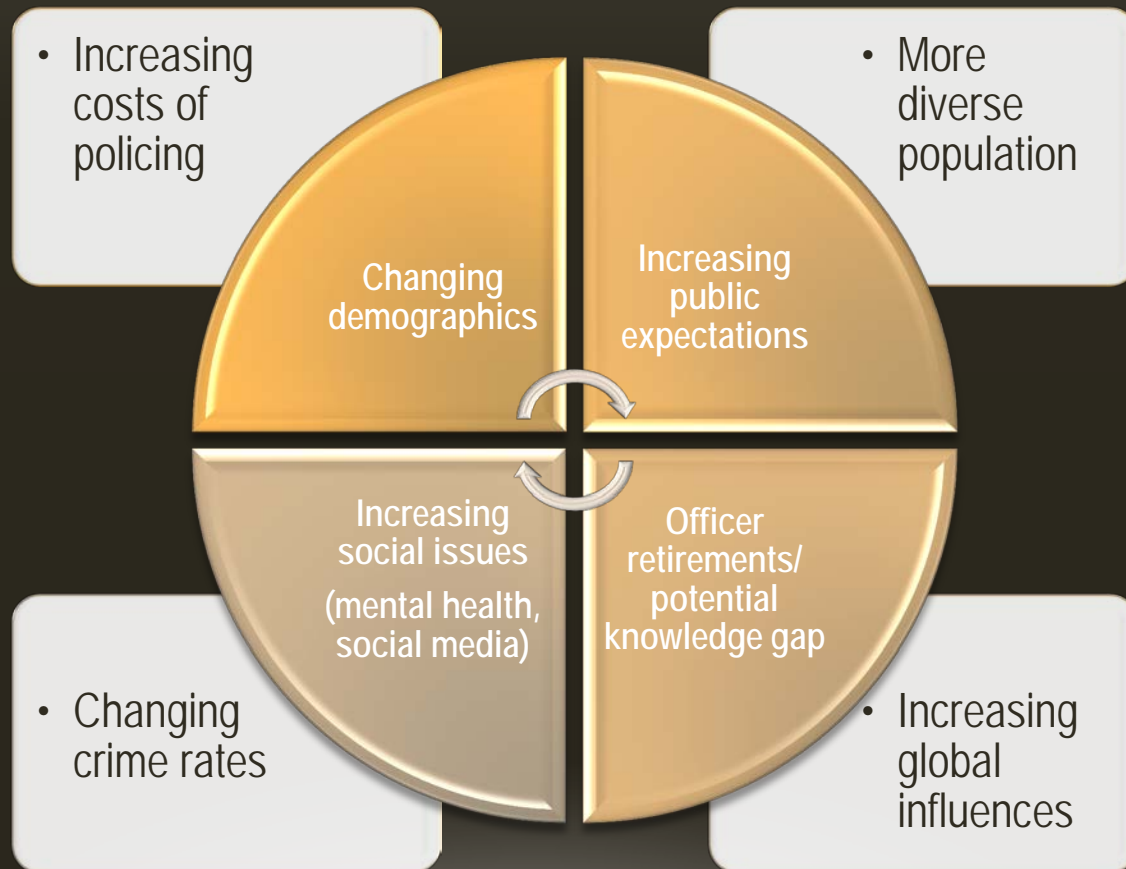 • Increasing
costs of
policing
• More
diverse
population
Changing
demographics
Increasing
public
expectations
Increasing
social issues
(mental health,
social media)
Officer
retirements/
potential
knowledge gap
• Changing
crime rates
• Increasing
global
influences